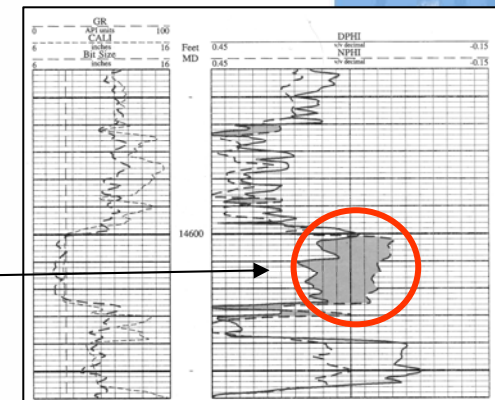 GR
0 API units 100
CALI
6 inches 16
Bit Size
6 inches 16
Feet
MD
DPHI
0.45 v/v decimal -0.15
NPHI
0.45 v/v decimal -0.15
14600